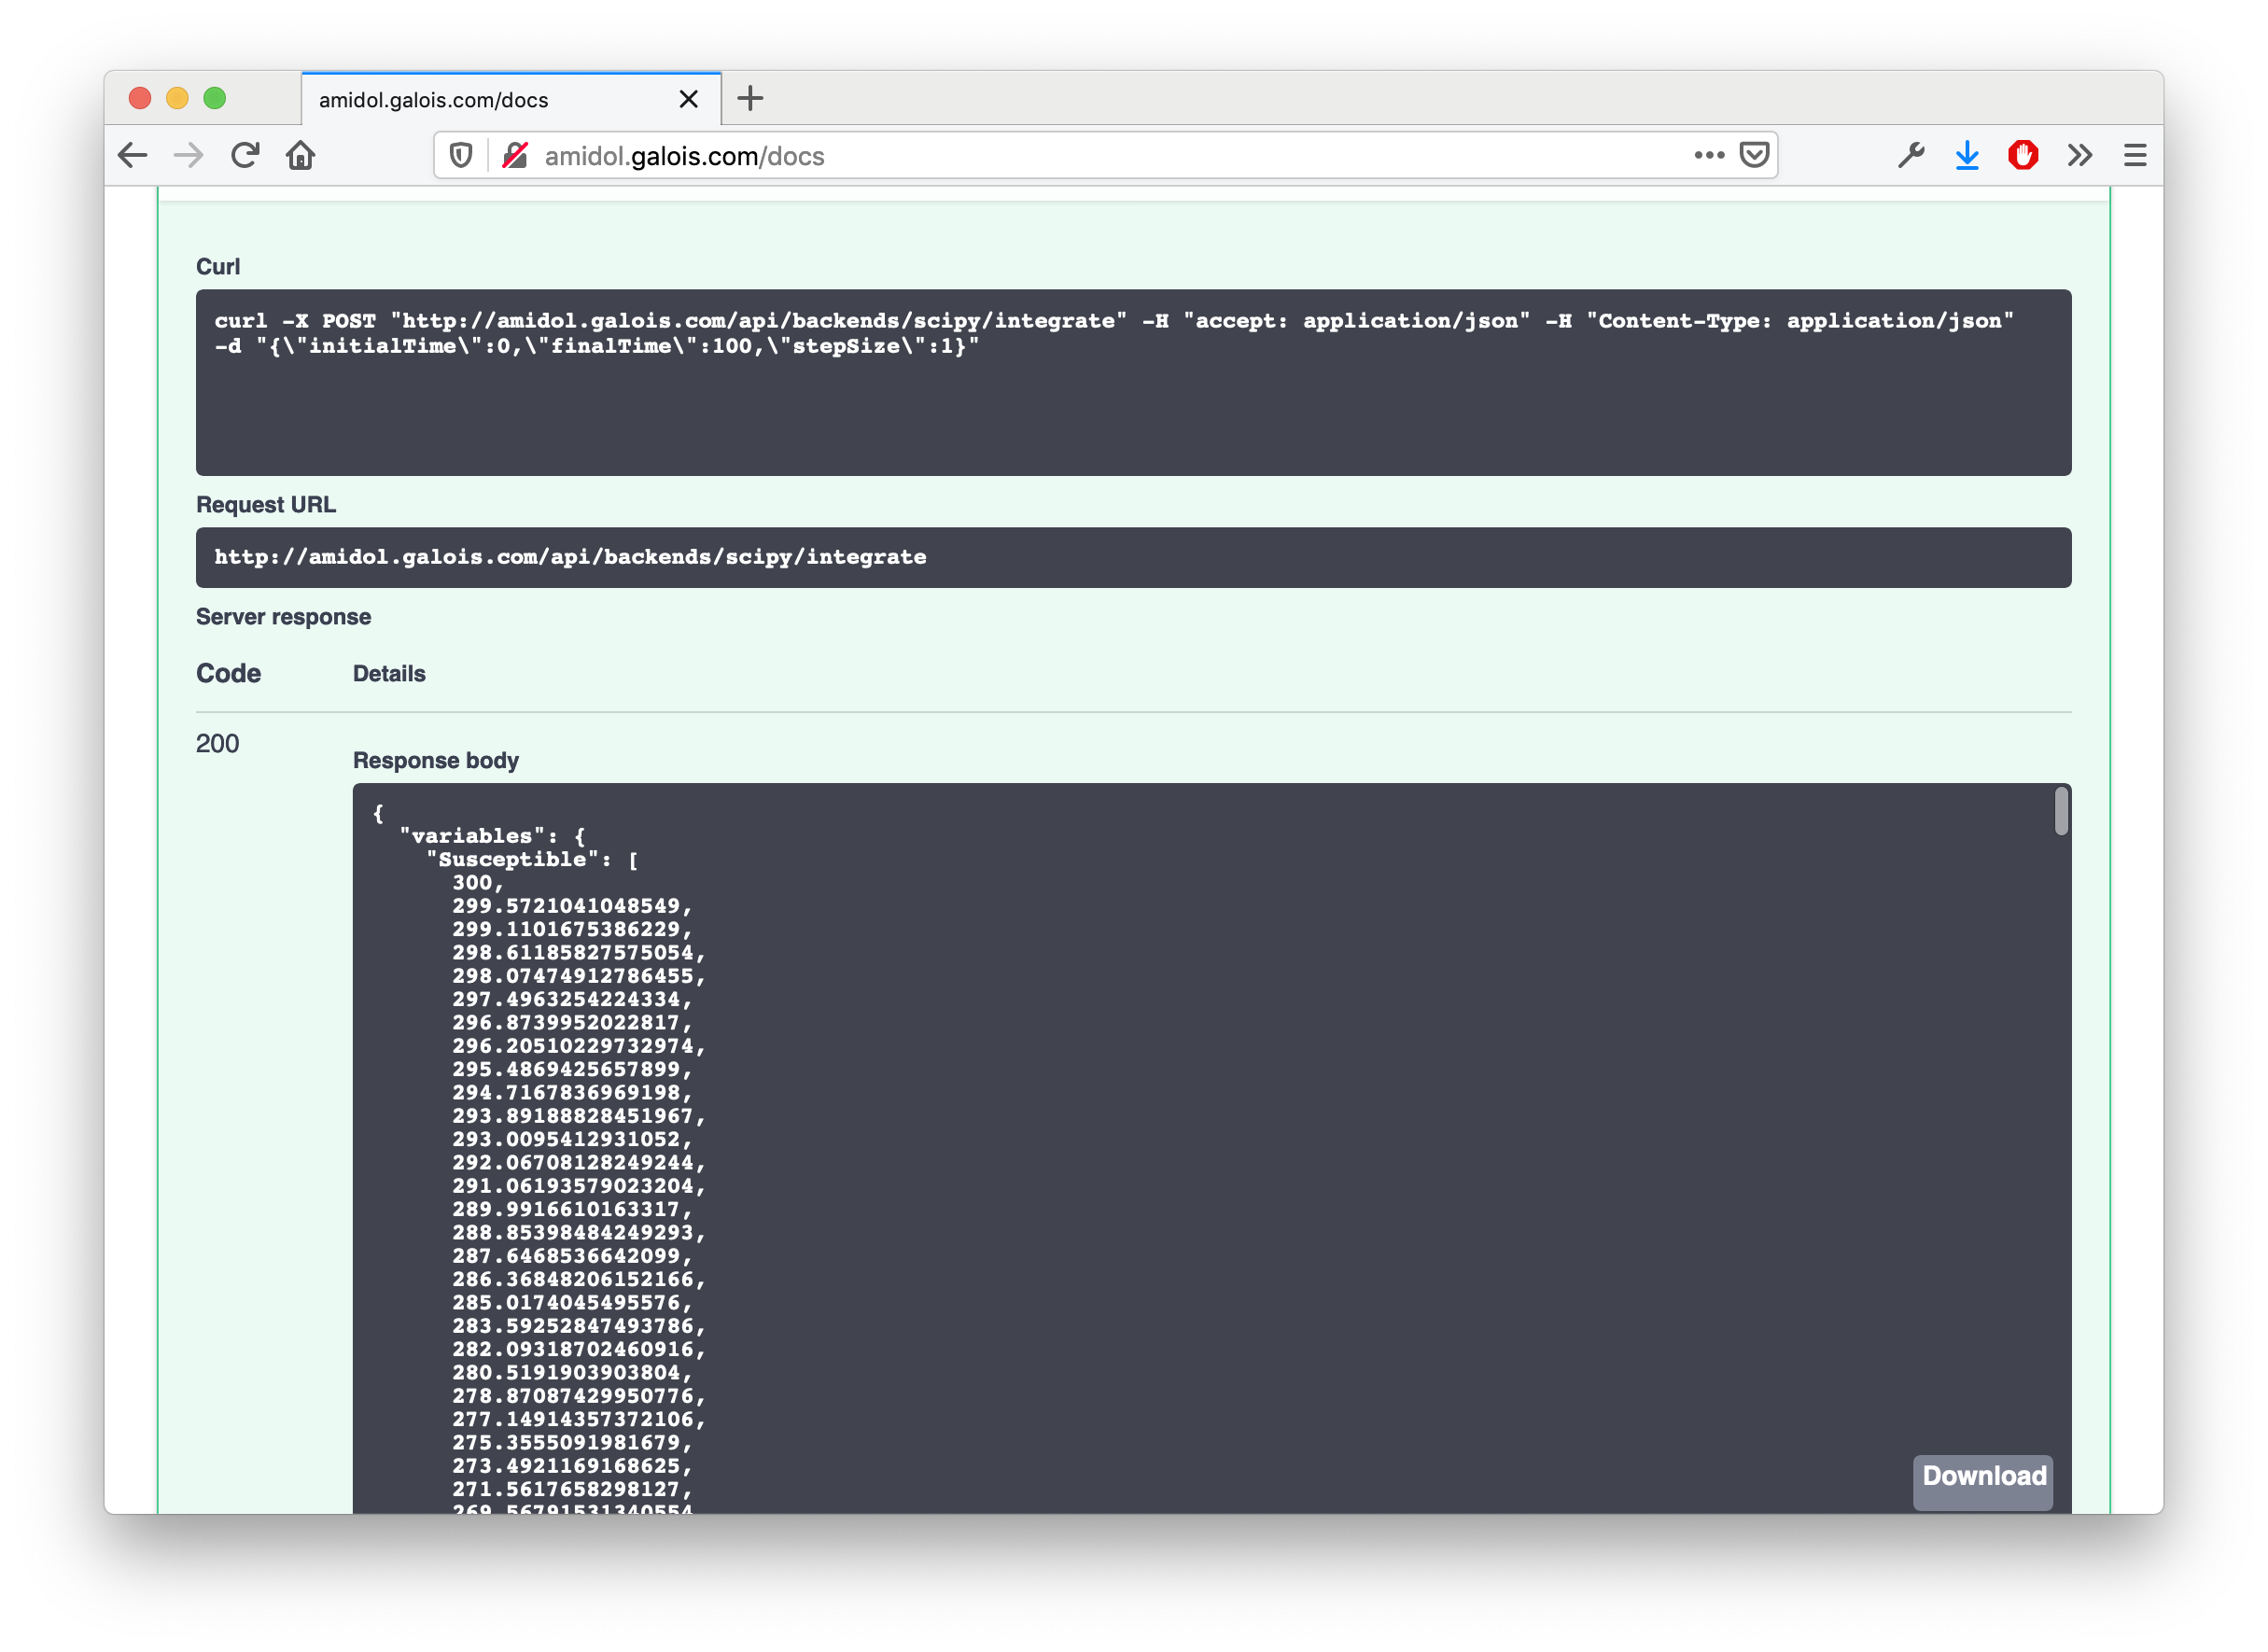 amidol.galois.com/docs
amidol.galois.com/docs
Curl
curl -X POST "http://amidol.galois.com/api/backends/scipy/integrate" -H "accept: application/json" -H "Content-Type: application/json"
-d "{\"initialTime\":0,\"finalTime\":100,\"stepSize\":1}"
Request URL
http://amidol.galois.com/api/backends/scipy/integrate
Server response
Code Details
200
Response body
{
"variables": {
"Susceptible": [
300,
299.5721041048549,
299.1101675386229,
298.61185827575054,
298.07474912786455,
297.4963254224334,
296.8739952022817,
296.20510229732974,
295.4869425657899,
294.7167836969198,
293.89188828451967,
293.0095412931052,
292.06708128249244,
291.06193579023204,
289.9916610163317,
288.85398484249293,
287.6468536642099,
286.36848206152166,
285.0174045495576,
283.59252847493786,
282.09318702460916,
280.5191903903804,
278.87087429950776,
277.14914357372106,
275.3555091981679,
273.4921169168625,
271.5617658298127,
269.56791531340554
Download